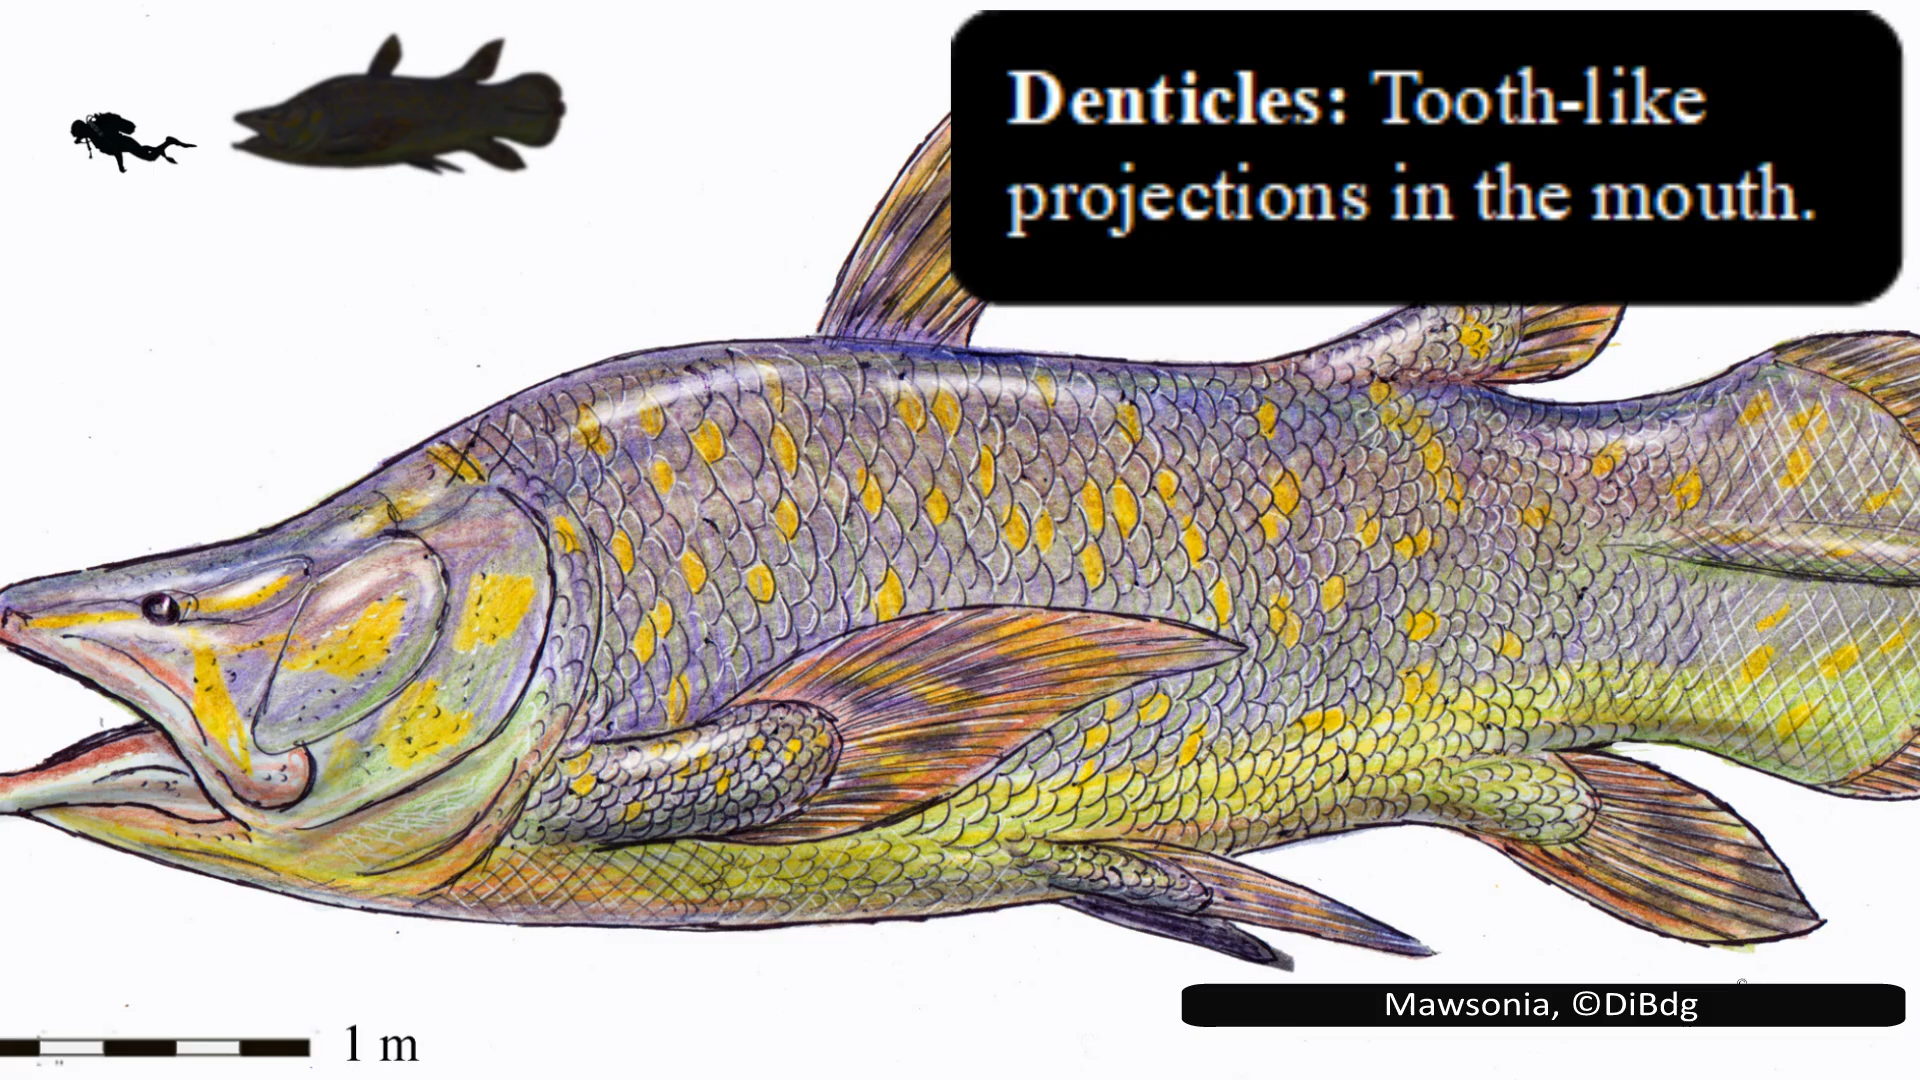 Denticles: Tooth-like
projections in the mouth.
Mawsonia, ©DiBdg
1 m